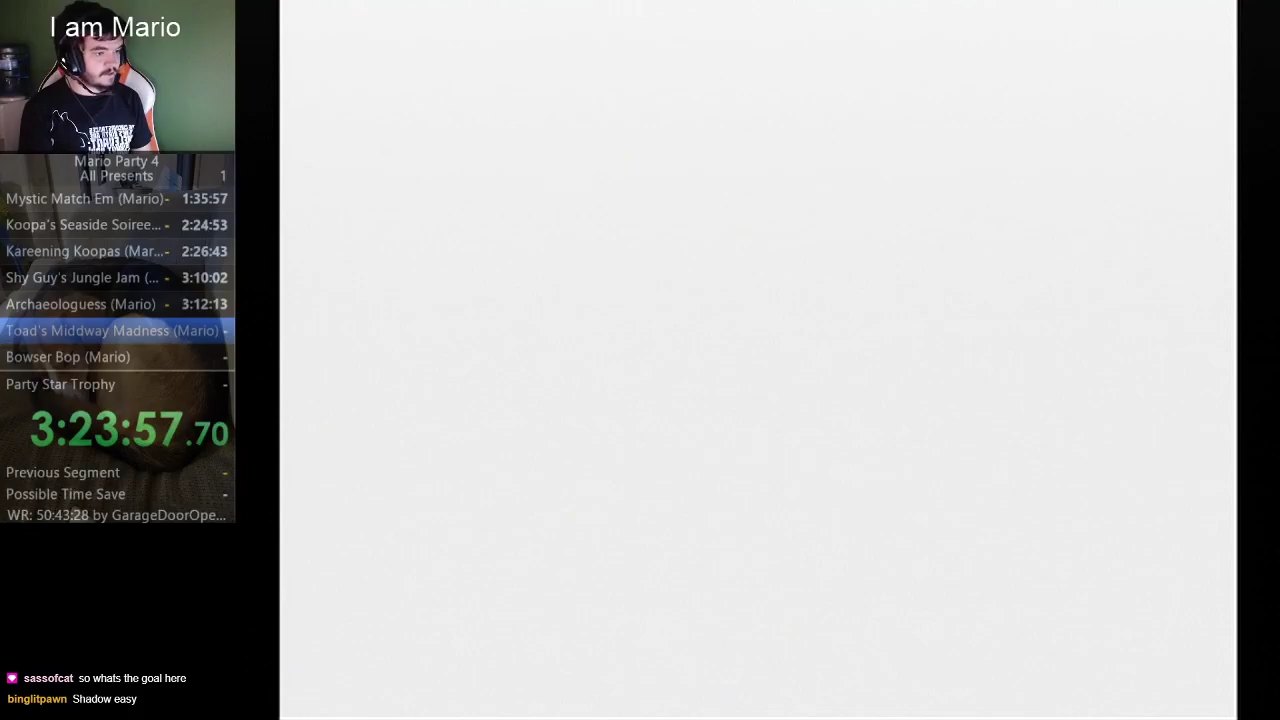 I am Mario
Mario Party 4
All Presents 1
Mystic Match Em (Mario)- 1:35:57
Koopa's Seaside Soiree... - 2:24:53
Kareening Koopas (Mar... - 2:26:43
Shy Guy's Jungle Jam (... - 3:10:02
Archaeologuess (Mario) - 3:12:13
Toad's Middway Madness (Mario) -
Bowser Bop (Mario) -
Party Star Trophy -
3:23:57.70
Previous Segment -
Possible Time Save -
WR: 50:43:28 by GarageDoorOpe...
sassofcat so whats the goal here
binglitpawn Shadow easy